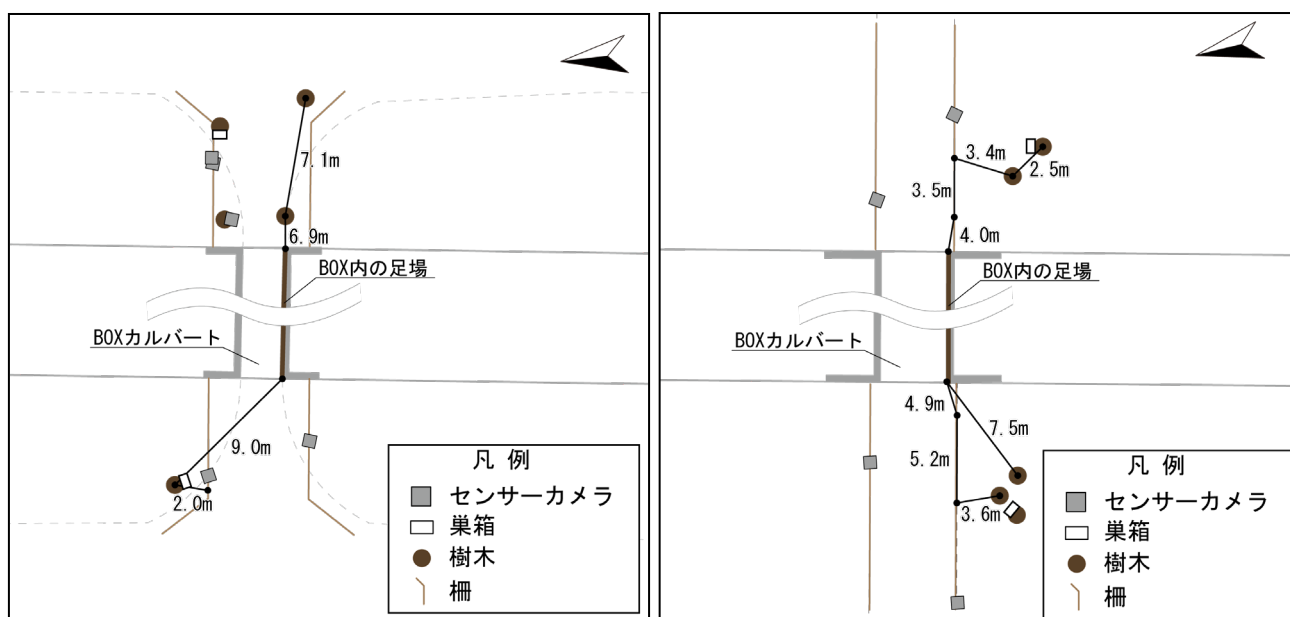 7.1m
6.9m
BOX内の足場
BOXカルバート
9.0m
2.0m
凡 例
センサーカメラ
巣箱
樹木
柵
3.4m
2.5m
3.5m
4.0m
BOX内の足場
BOXカルバート
4.9m
7.5m
5.2m
3.6m
凡 例
センサーカメラ
巣箱
樹木
柵